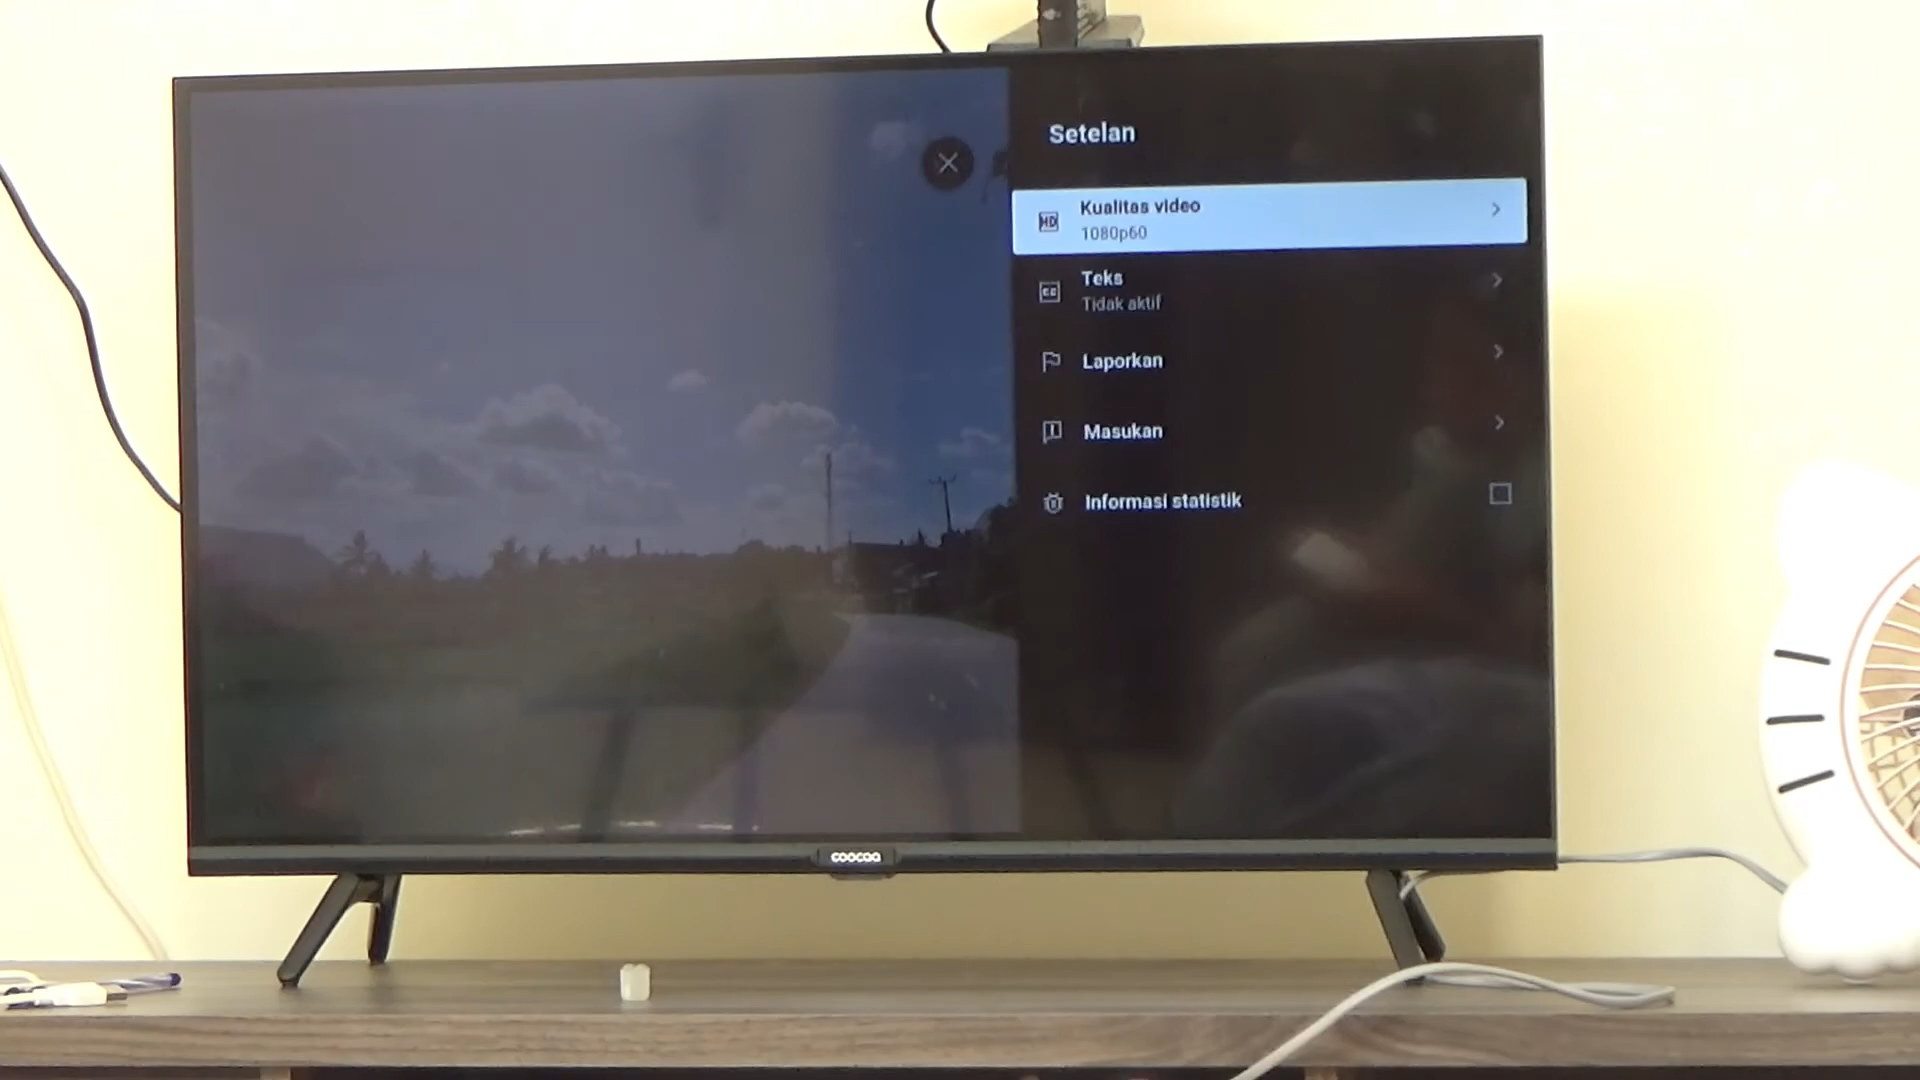 Setelan
HD
Kualitas video
1080p60
CC
Teks
Tidak aktif
Laporkan
Masukan
Informasi statistik
coocaa